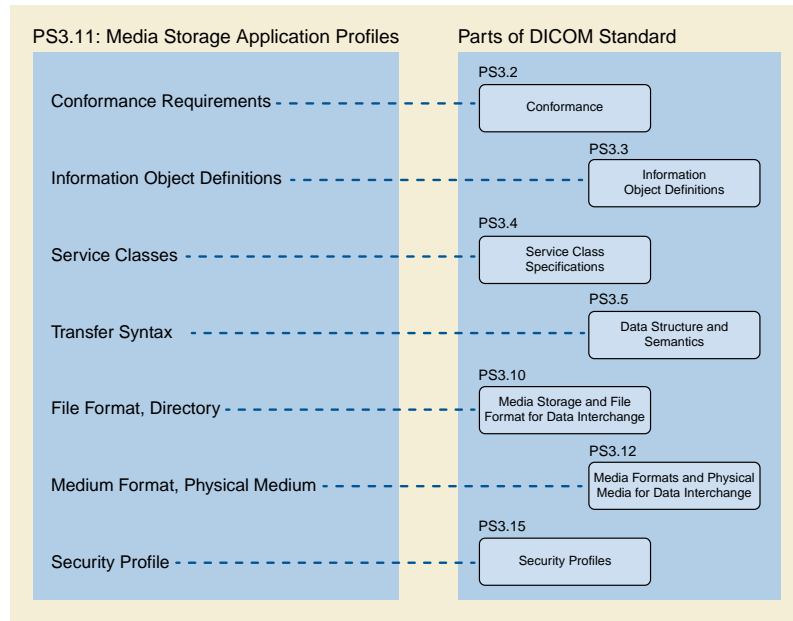 PS3.11: Media Storage Application Profiles
Parts of DICOM Standard
Conformance Requirements
PS3.2
Conformance
Information Object Definitions
PS3.3
Information
Object Definitions
Service Classes
PS3.4
Service Class
Specifications
Transfer Syntax
PS3.5
Data Structure and
Semantics
File Format, Directory
PS3.10
Media Storage and File
Format for Data Interchange
Medium Format, Physical Medium
PS3.12
Media Formats and Physical
Media for Data Interchange
Security Profile
PS3.15
Security Profiles